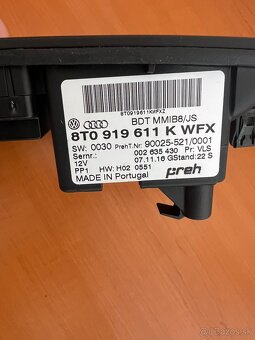 8T0919611KWFXZ
BDT MMIB8/JS
8T0 919 611 K WFX
SW: 0030 PrehT.Nr: 90025-521/0001
Sernr.: 002 635 430 Pr: VLS
12V 07.11.16 GStand: 22 S
PP1 HW: H02 0551
MADE IN Portugal
preh